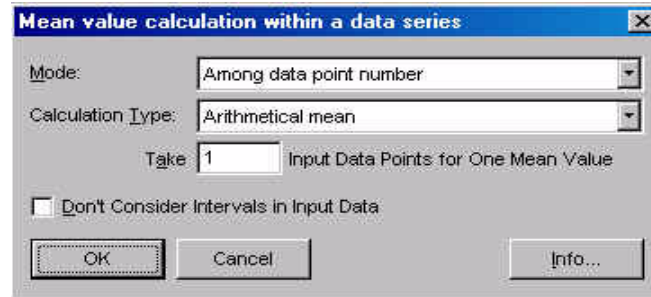 Mean value calculation within a data series
Mode: Among data point number
Calculation Type: Arithmetical mean
Take 1 Input Data Points for One Mean Value
Don't Consider Intervals in Input Data
OK Cancel Info...